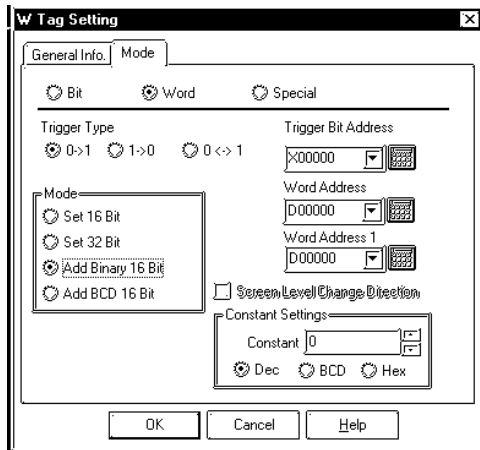 W Tag Setting
General Info. Mode
Bit Word Special
Trigger Type
0->1 1->0 0 <-> 1
Trigger Bit Address
X00000
Word Address
D00000
Word Address 1
D00000
Mode
Set 16 Bit
Set 32 Bit
Add Binary 16 Bit
Add BCD 16 Bit
Screen Level Change Direction
Constant Settings
Constant 0
Dec BCD Hex
OK Cancel Help